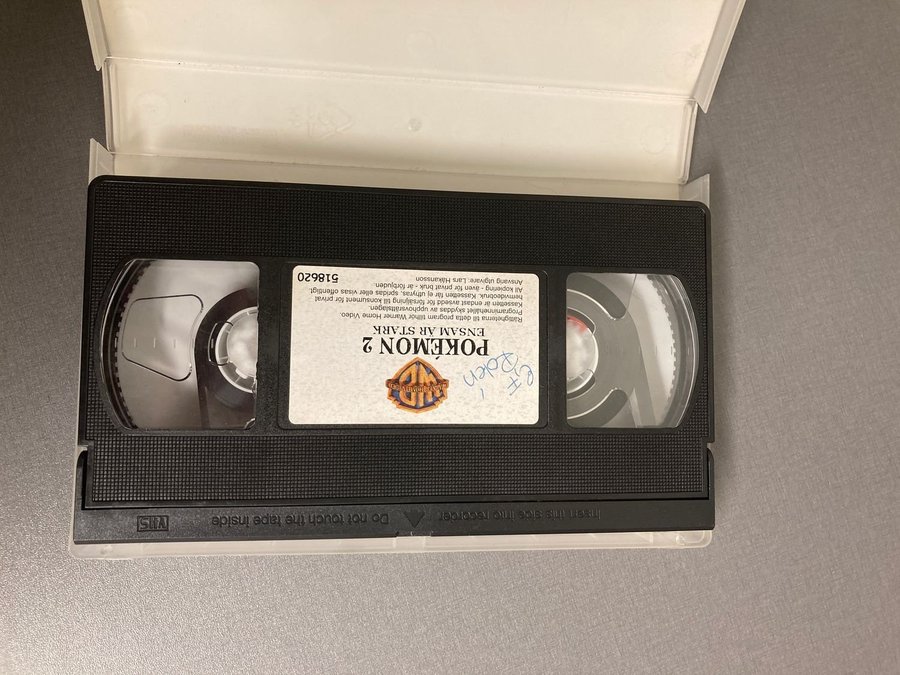 Insert this side into recorder Do not touch the tape inside VHS
POKÉMON 2
ENSAM ÄR STARK
Rättigheterna till detta program tillhör Warner Home Video.
Programinnehållet skyddas av upphovsrättslagen.
Kassetten är endast avsedd för försäljning till konsument för privat
hemmabruk. Kassetten får ej uthyras, spridas eller visas offentligt.
All kopiering - även för privat bruk - är förbjuden.
Ansvarig utgivare: Lars Håkansson 518620